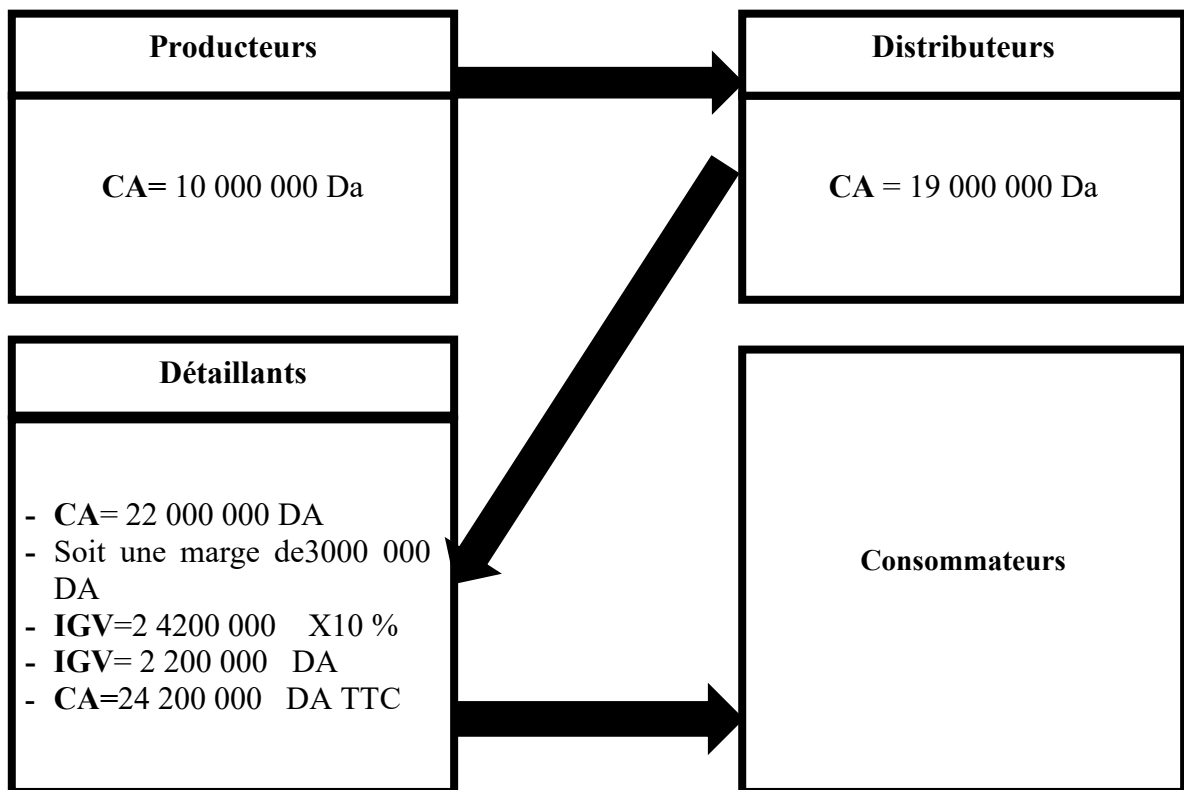 Producteurs
CA= 10 000 000 Da
Distributeurs
CA = 19 000 000 Da
Détaillants
- CA= 22 000 000 DA
- Soit une marge de3000 000
DA
- IGV=2 4200 000 X10 %
- IGV= 2 200 000 DA
- CA=24 200 000 DA TTC
Consommateurs